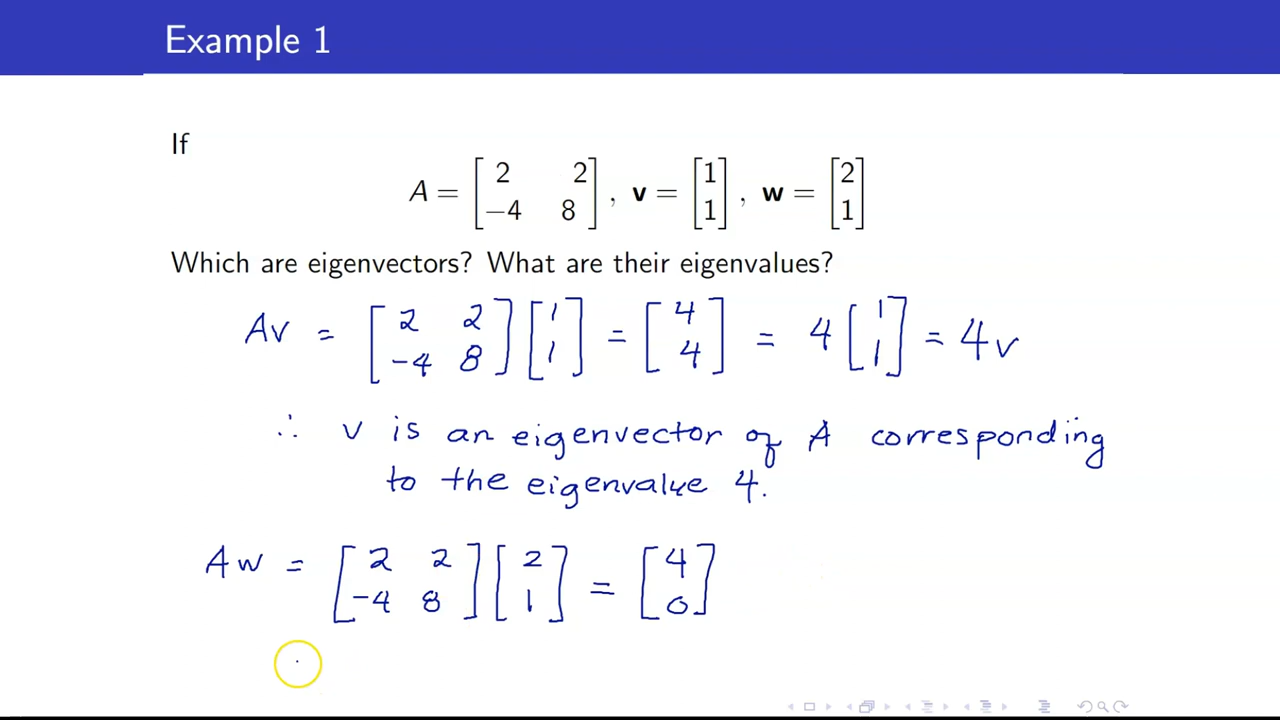 Example 1
If
A = [2 2; −4 8], v = [1; 1], w = [2; 1]
Which are eigenvectors? What are their eigenvalues?
Av = [2 2; -4 8] [1; 1] = [4; 4] = 4 [1; 1] = 4v
∴ v is an eigenvector of A corresponding
to the eigenvalue 4.
Aw = [2 2; -4 8] [2; 1] = [4; 0]